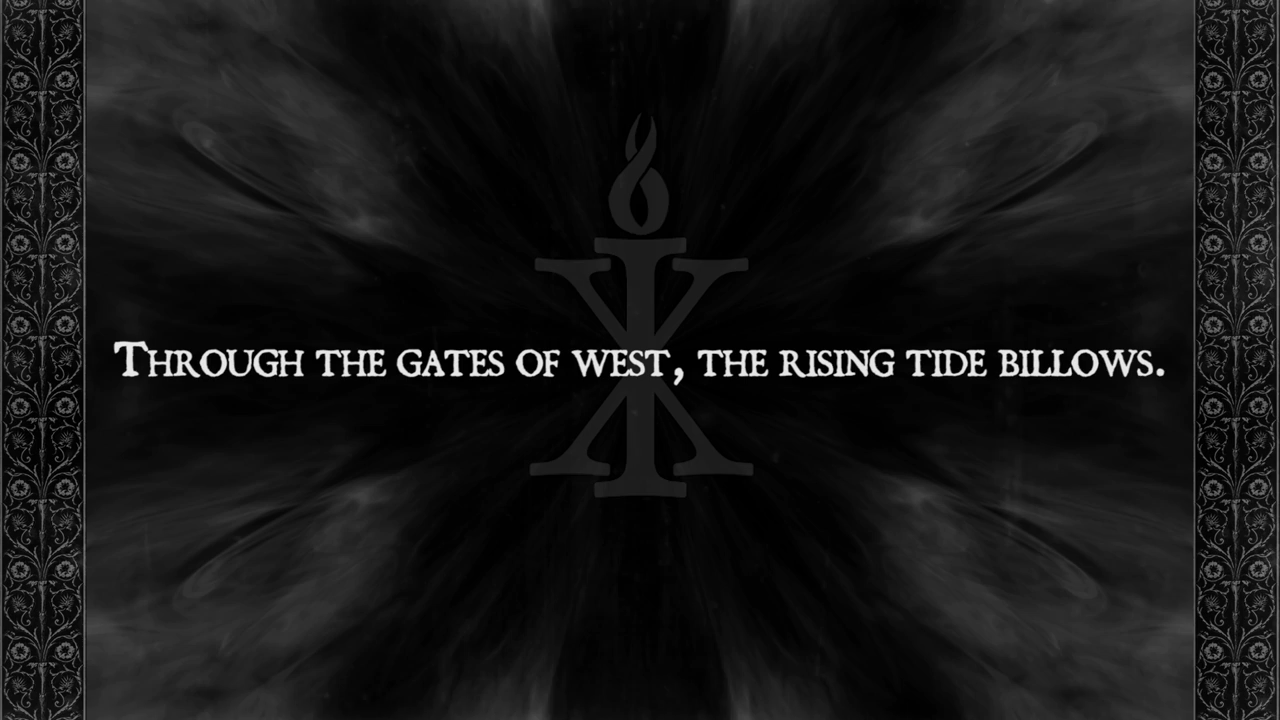 Through the gates of west, the rising tide billows.